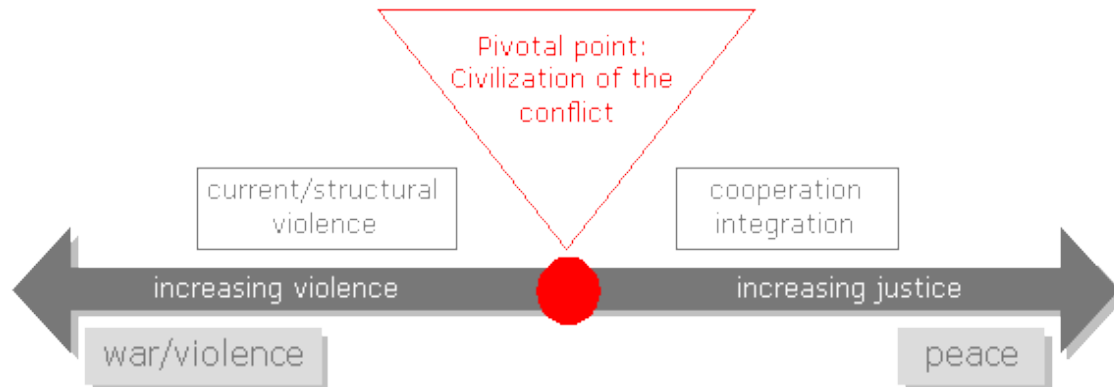 Pivotal point:
Civilization of the
conflict
current/structural
violence
cooperation
integration
increasing violence
increasing justice
war/violence
peace